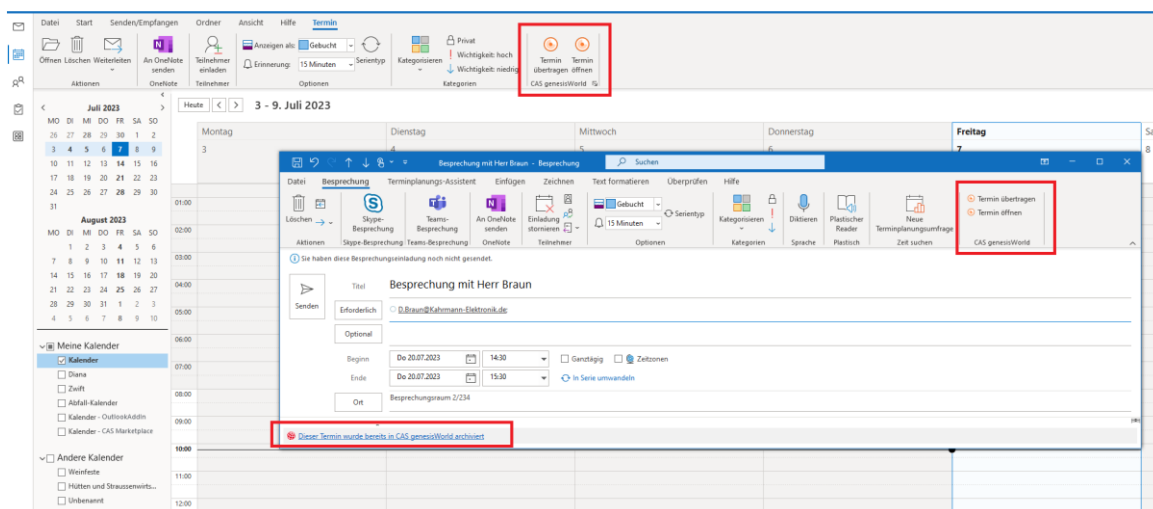 Datei Start Senden/Empfangen Ordner Ansicht Hilfe Termin
Öffnen Löschen Weiterleiten
Aktionen
An OneNote senden
OneNote
Teilnehmer einladen
Teilnehmer
Anzeigen als: Gebucht
Erinnerung: 15 Minuten
Serientyp
Optionen
Kategorisieren
Privat
Wichtigkeit: hoch
Wichtigkeit: niedrig
Kategorien
Termin übertragen
Termin öffnen
CAS genesisWorld
Juli 2023
MO DI MI DO FR SA SO
26 27 28 29 30 1 2
3 4 5 6 7 8 9
10 11 12 13 14 15 16
17 18 19 20 21 22 23
24 25 26 27 28 29 30
31
August 2023
MO DI MI DO FR SA SO
1 2 3 4 5 6
7 8 9 10 11 12 13
14 15 16 17 18 19 20
21 22 23 24 25 26 27
28 29 30 31 1 2 3
4 5 6 7 8 9 10
Meine Kalender
Kalender
Diana
Zwift
Abfall-Kalender
Kalender - OutlookAddIn
Kalender - CAS Marketplace
Andere Kalender
Weinfeste
Hütten und Straussenwirts...
Unbenannt
Heute 3 - 9. Juli 2023
Montag Dienstag Mittwoch Donnerstag Freitag Sa
3 4 5 6 7 8
01:00
02:00
03:00
04:00
05:00
06:00
07:00
08:00
09:00
10:00
11:00
12:00
Besprechung mit Herr Braun - Besprechung
Suchen
Datei Besprechung Terminplanungs-Assistent Einfügen Zeichnen Text formatieren Überprüfen Hilfe
Löschen
Aktionen
Skype-Besprechung
Skype-Besprechung
Teams-Besprechung
Teams-Besprechung
An OneNote senden
OneNote
Einladung stornieren
Teilnehmer
Gebucht
15 Minuten
Serientyp
Optionen
Kategorisieren
Kategorien
Diktieren
Sprache
Plastischer Reader
Plastisch
Neue Terminplanungsumfrage
Zeit suchen
Termin übertragen
Termin öffnen
CAS genesisWorld
Sie haben diese Besprechungseinladung noch nicht gesendet.
Senden
Titel Besprechung mit Herr Braun
Erforderlich D.Braun@Kahrmann-Elektronik.de;
Optional
Beginn Do 20.07.2023 14:30 Ganztägig Zeitzonen
Ende Do 20.07.2023 15:30 In Serie umwandeln
Ort Besprechungsraum 2/234
Dieser Termin wurde bereits in CAS genesisWorld archiviert